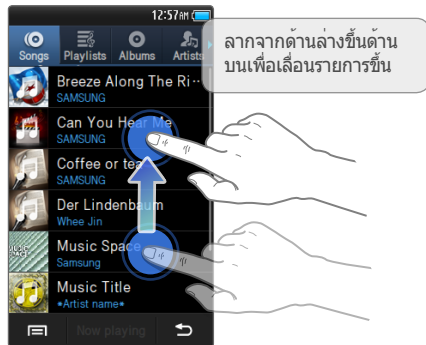 12:57AM
Songs Playlists Albums Artists
ลากจากด้านล่างขึ้นด้าน
บนเพื่อเลื่อนรายการขึ้น
Breeze Along The Ri…
SAMSUNG
Can You Hear Me
SAMSUNG
Coffee or tea
SAMSUNG
Der Lindenbaum
Whee Jin
Music Space
Samsung
Music Title
*Artist name*
Now playing